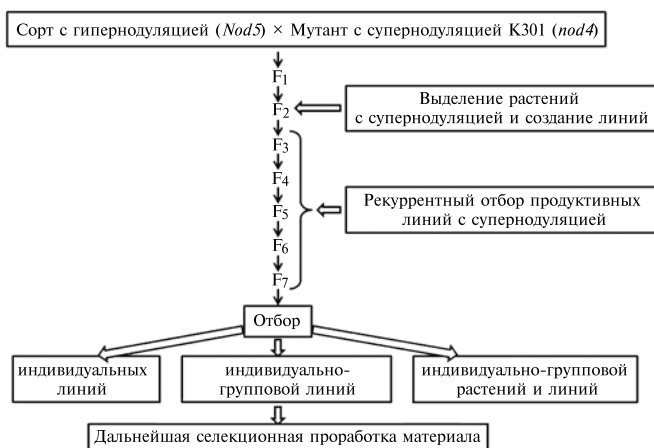 Сорт с гипернодуляцией (Nod5) × Мутант с супернодуляцией К301 (nod4)
F1
F2
Выделение растений
с супернодуляцией и создание линий
F3
F4
F5
F6
F7
Рекуррентный отбор продуктивных
линий с супернодуляцией
Отбор
индивидуальных
линий
индивидуально-
групповой линий
индивидуально-групповой
растений и линий
Дальнейшая селекционная проработка материала